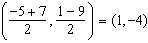 (−5+7/2, 1−9/2) = (1,−4)